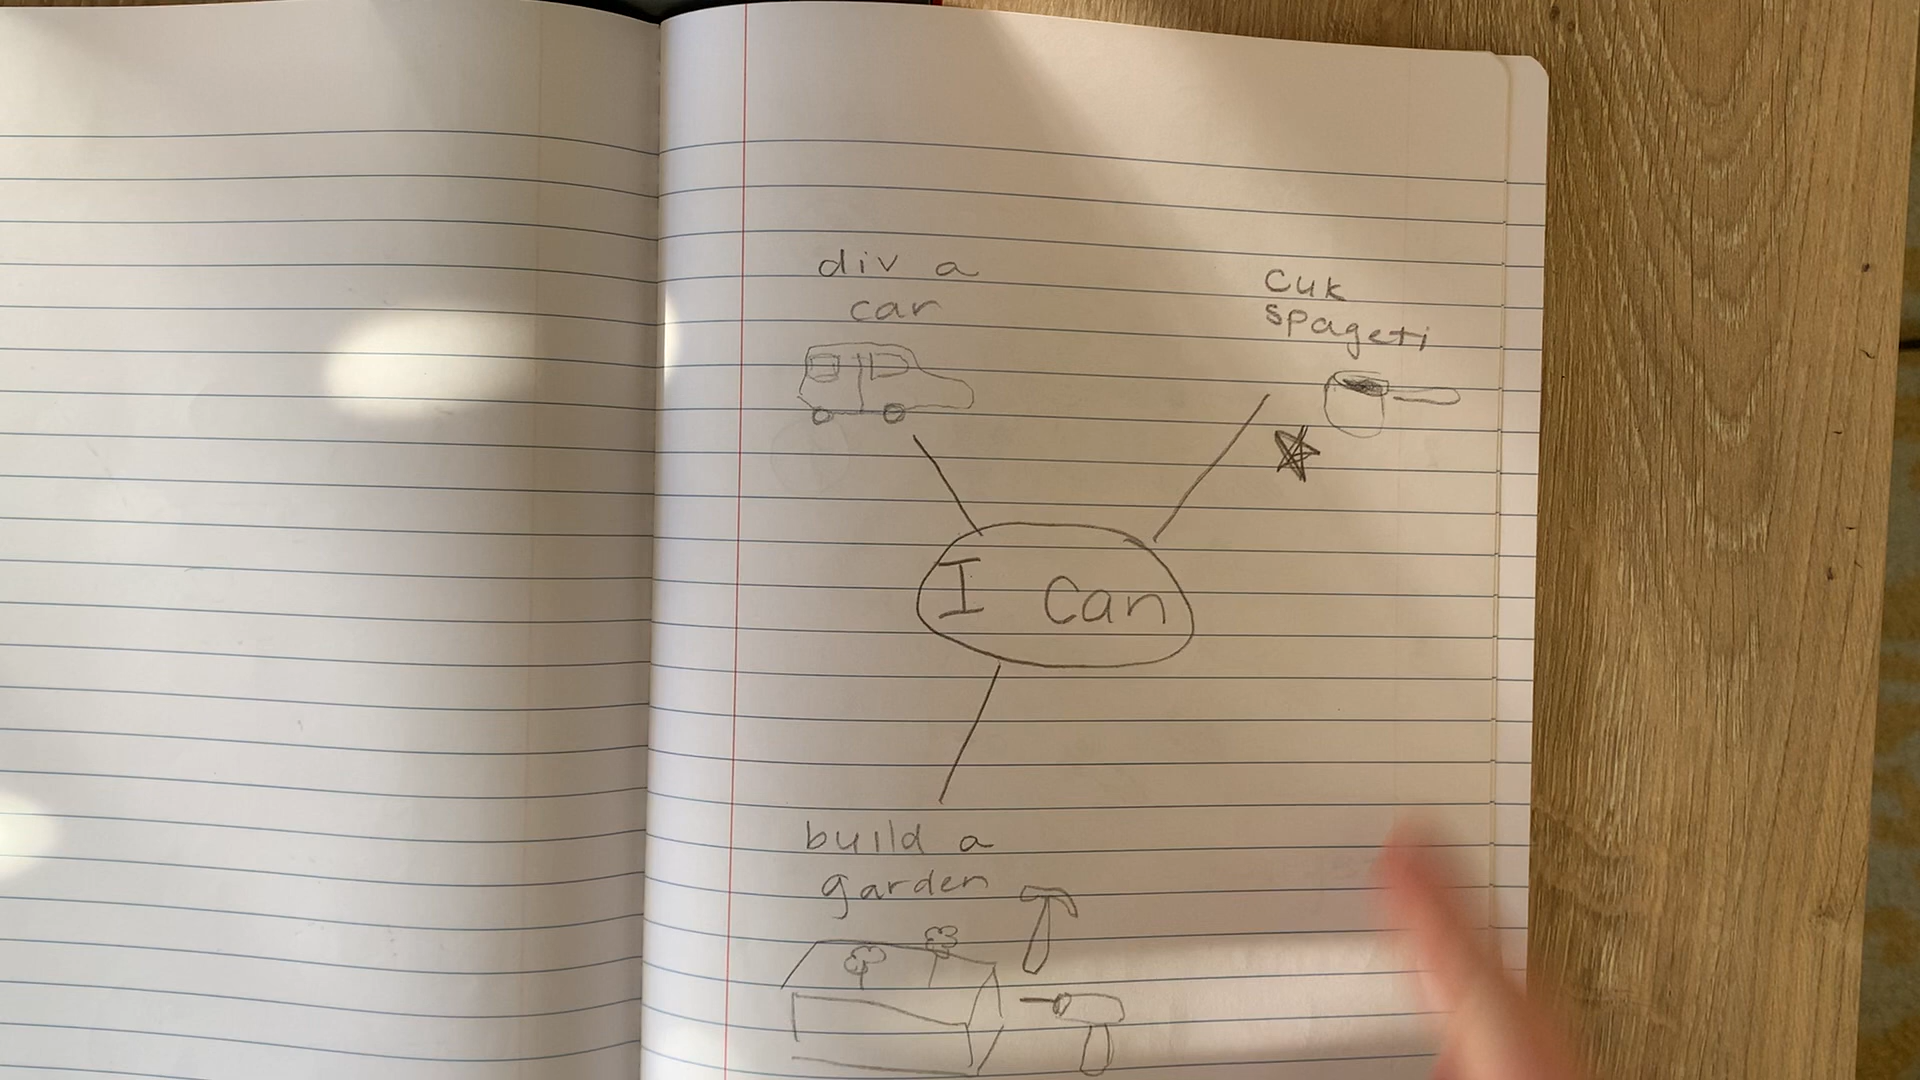 div a
car
cuk
spageti
I can
build a
garden